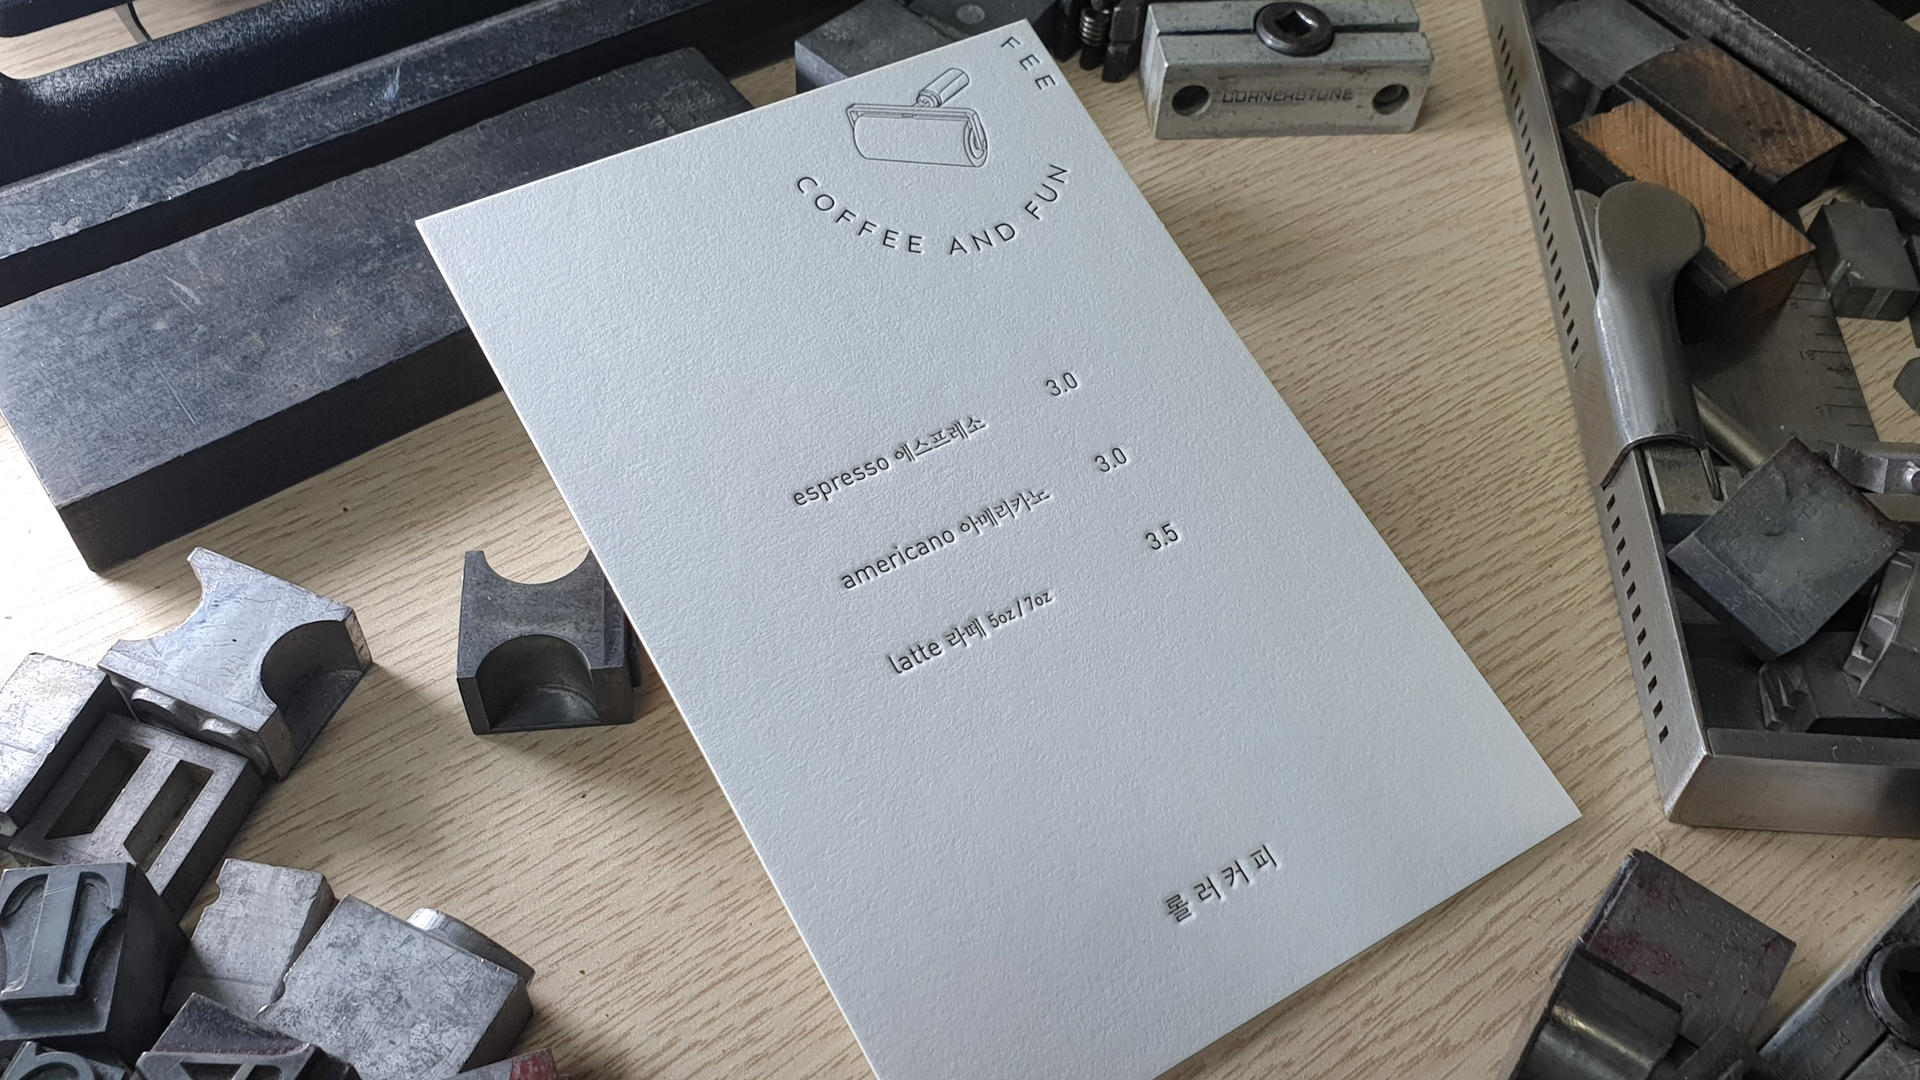 FEE
COFFEE AND FUN
espresso 에스프레소 3.0
americano 아메리카노 3.0
latte 라떼 5oz / 7oz 3.5
롤러커피
CORNERSTONE
T